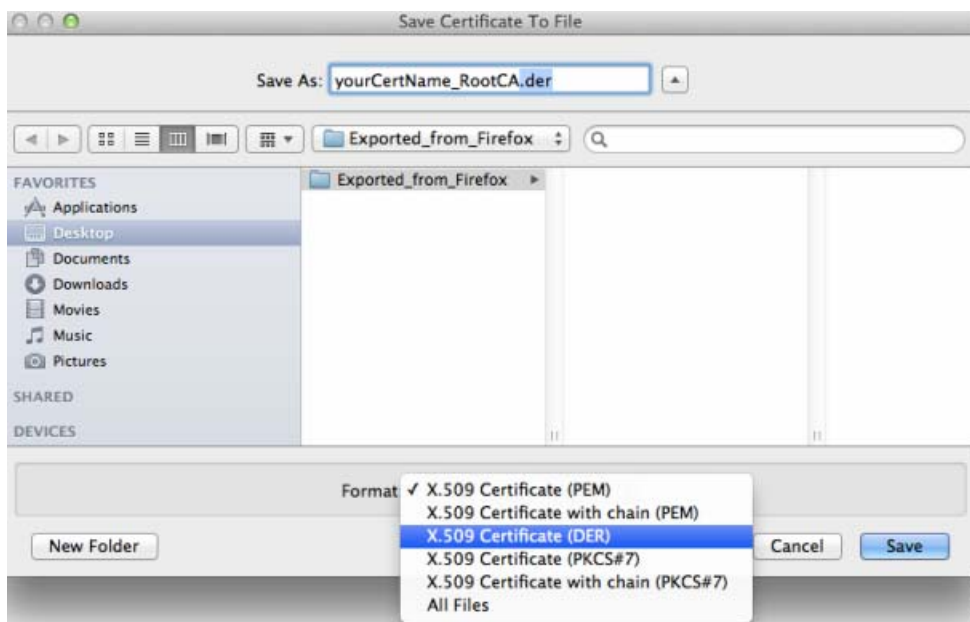 Save Certificate To File
Save As: yourCertName_RootCA.der
Exported_from_Firefox
FAVORITES
Applications
Desktop
Documents
Downloads
Movies
Music
Pictures
SHARED
DEVICES
Exported_from_Firefox
Format ✓ X.509 Certificate (PEM)
X.509 Certificate with chain (PEM)
X.509 Certificate (DER)
X.509 Certificate (PKCS#7)
X.509 Certificate with chain (PKCS#7)
All Files
New Folder
Cancel
Save